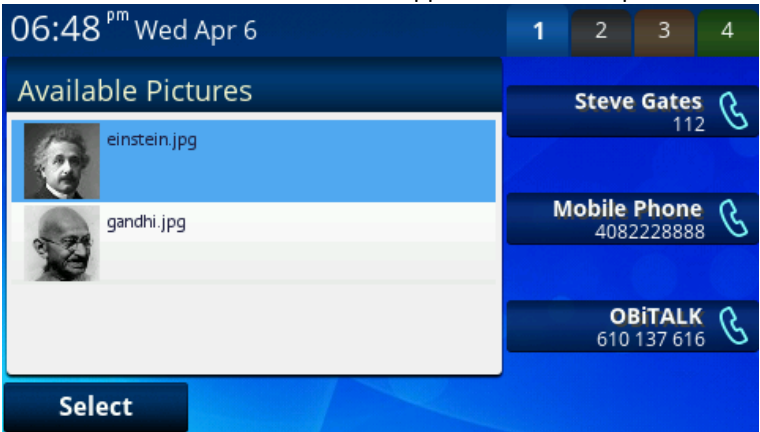 06:48 pm Wed Apr 6
1 2 3 4
Available Pictures
einstein.jpg
gandhi.jpg
Steve Gates
112
Mobile Phone
4082228888
OBiTALK
610 137 616
Select